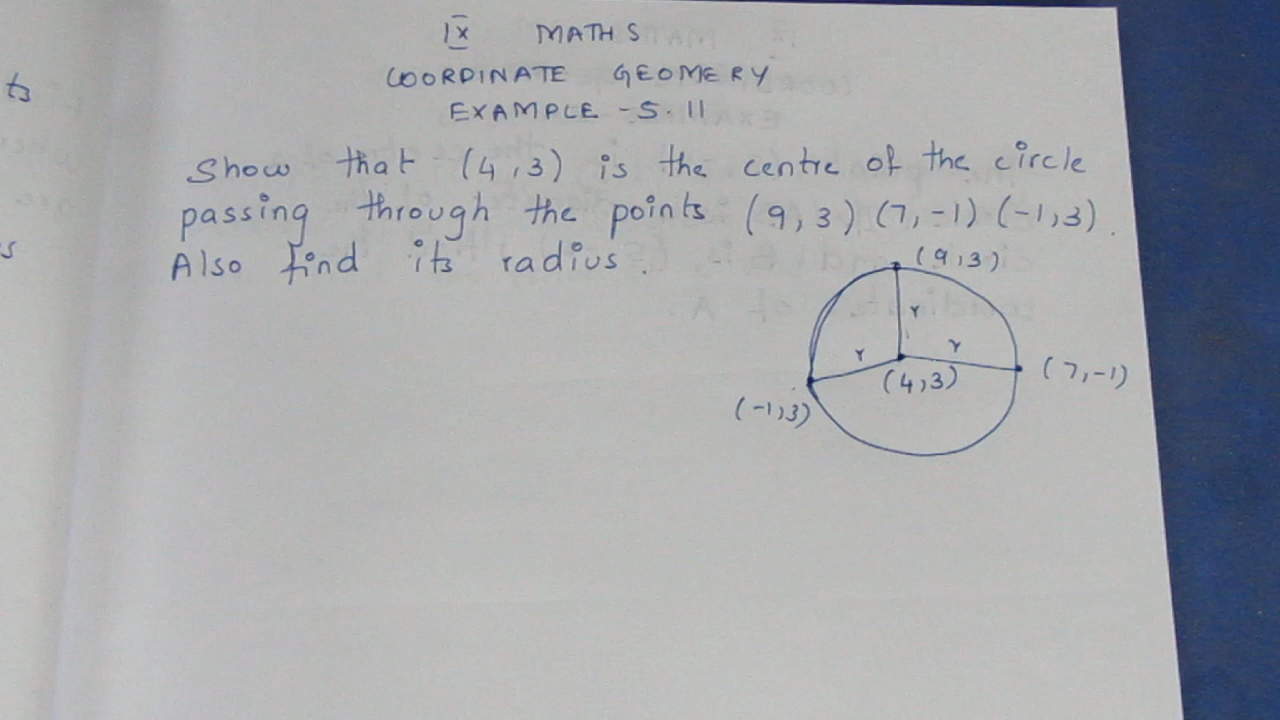 ts
s
IX MATHS
COORDINATE GEOMERY
EXAMPLE - 5.11
Show that (4,3) is the centre of the circle
passing through the points (9,3) (7,-1) (-1,3).
Also find its radius.
(9,3)
r
r r
(4,3)
(7,-1)
(-1,3)